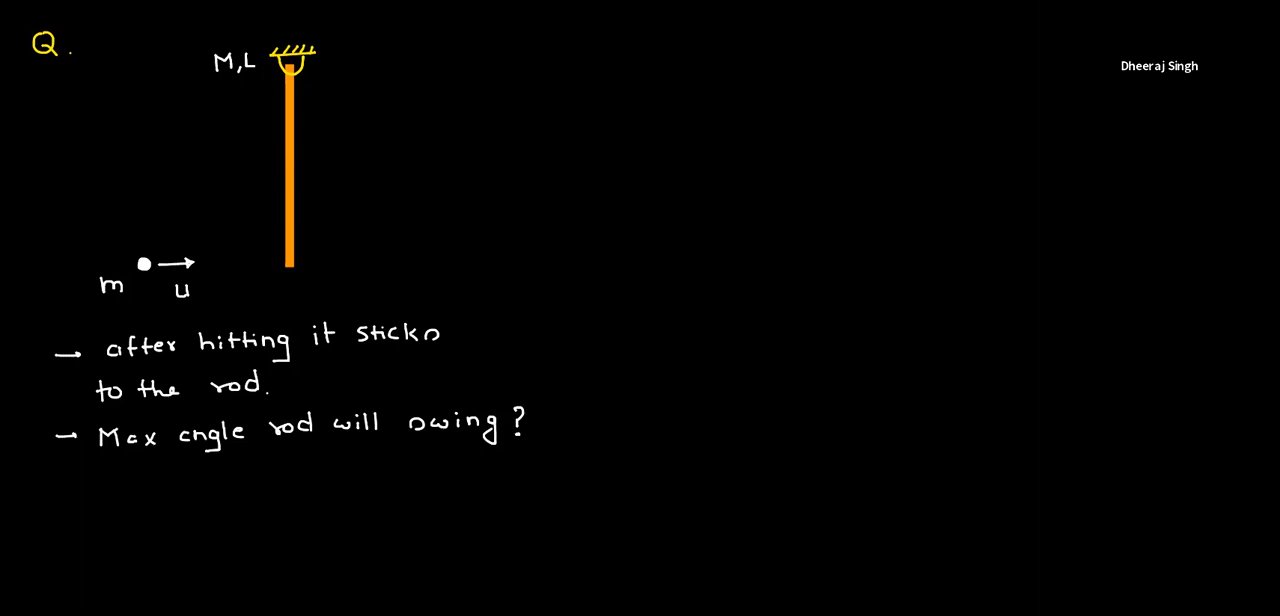 Q.
M,L
Dheeraj Singh
m
u
→ after hitting it sticks
to the rod.
→ Max angle rod will swing?